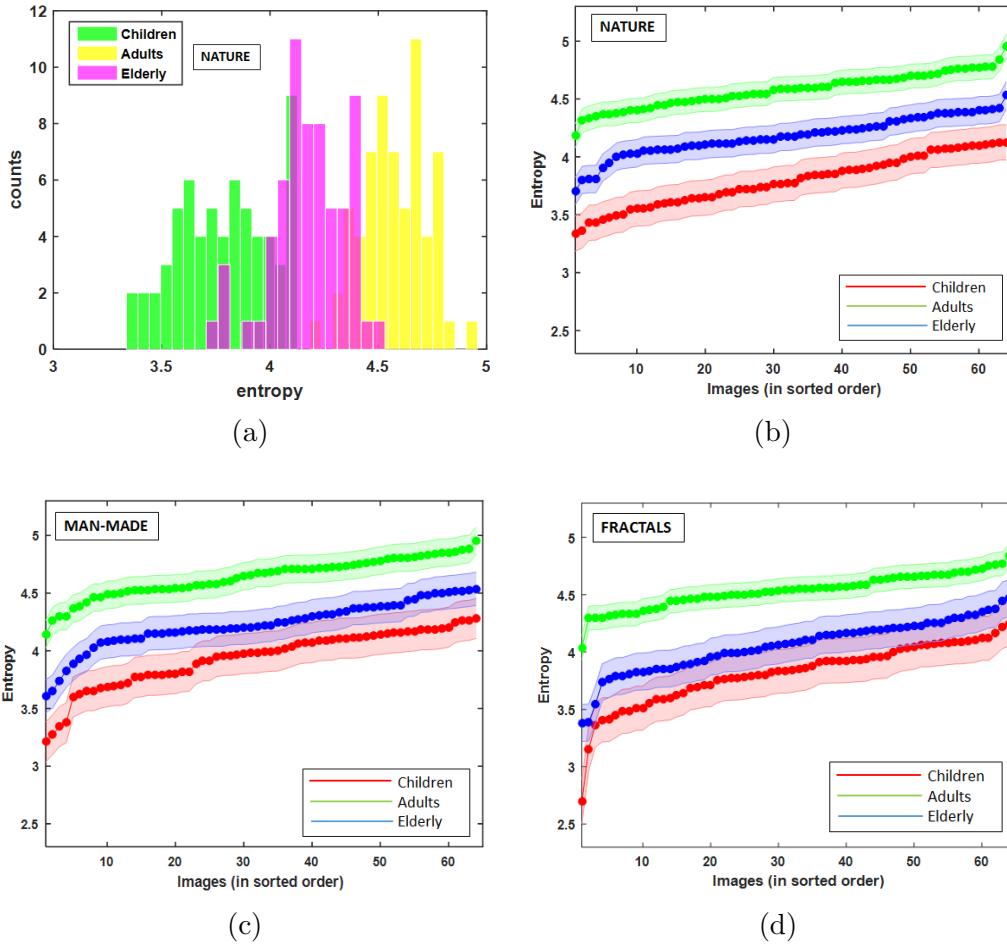 12
10
8
6
4
2
0
counts
Children
Adults
Elderly
NATURE
3
3.5
4
4.5
5
entropy
(a)
NATURE
5
4.5
4
3.5
3
2.5
Entropy
Children
Adults
Elderly
10
20
30
40
50
60
Images (in sorted order)
(b)
MAN-MADE
5
4.5
4
3.5
3
2.5
Entropy
Children
Adults
Elderly
10
20
30
40
50
60
Images (in sorted order)
(c)
FRACTALS
5
4.5
4
3.5
3
2.5
Entropy
Children
Adults
Elderly
10
20
30
40
50
60
Images (in sorted order)
(d)